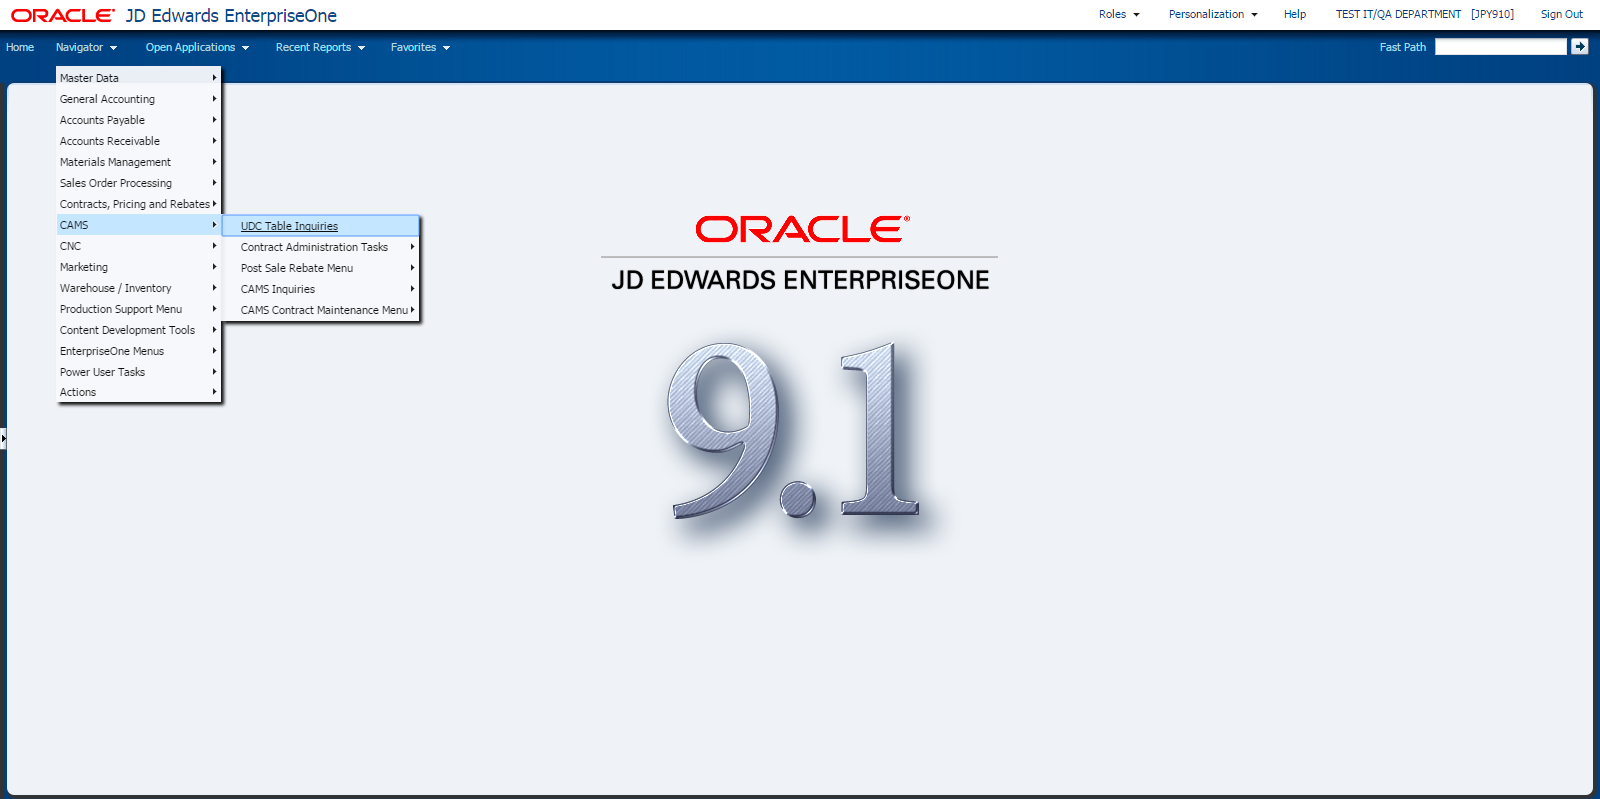 ORACLE JD Edwards EnterpriseOne
Roles Personalization Help TEST IT/QA DEPARTMENT [JPY910] Sign Out
Home Navigator Open Applications Recent Reports Favorites Fast Path
Master Data
General Accounting
Accounts Payable
Accounts Receivable
Materials Management
Sales Order Processing
Contracts, Pricing and Rebates
CAMS
CNC
Marketing
Warehouse / Inventory
Production Support Menu
Content Development Tools
EnterpriseOne Menus
Power User Tasks
Actions
UDC Table Inquiries
Contract Administration Tasks
Post Sale Rebate Menu
CAMS Inquiries
CAMS Contract Maintenance Menu
ORACLE®
JD EDWARDS ENTERPRISEONE
9.1